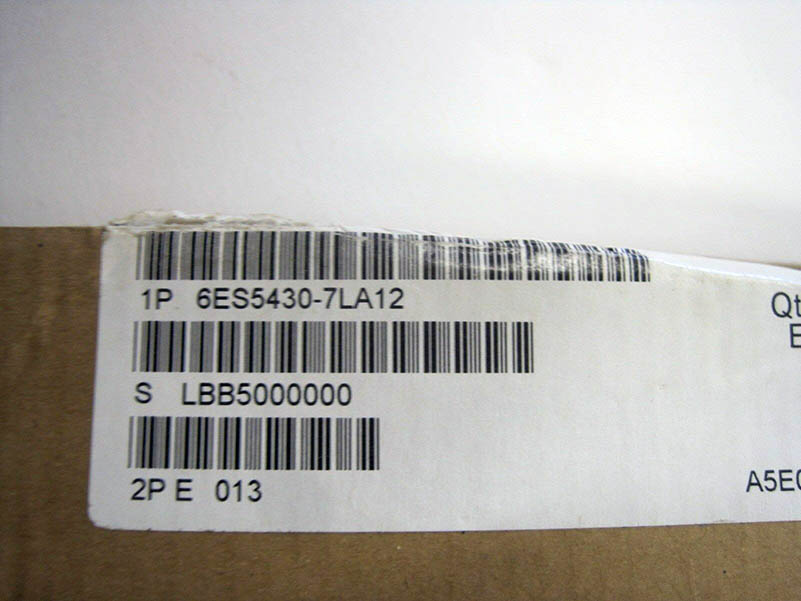 1P 6ES5430-7LA12
S LBB5000000
2P E 013